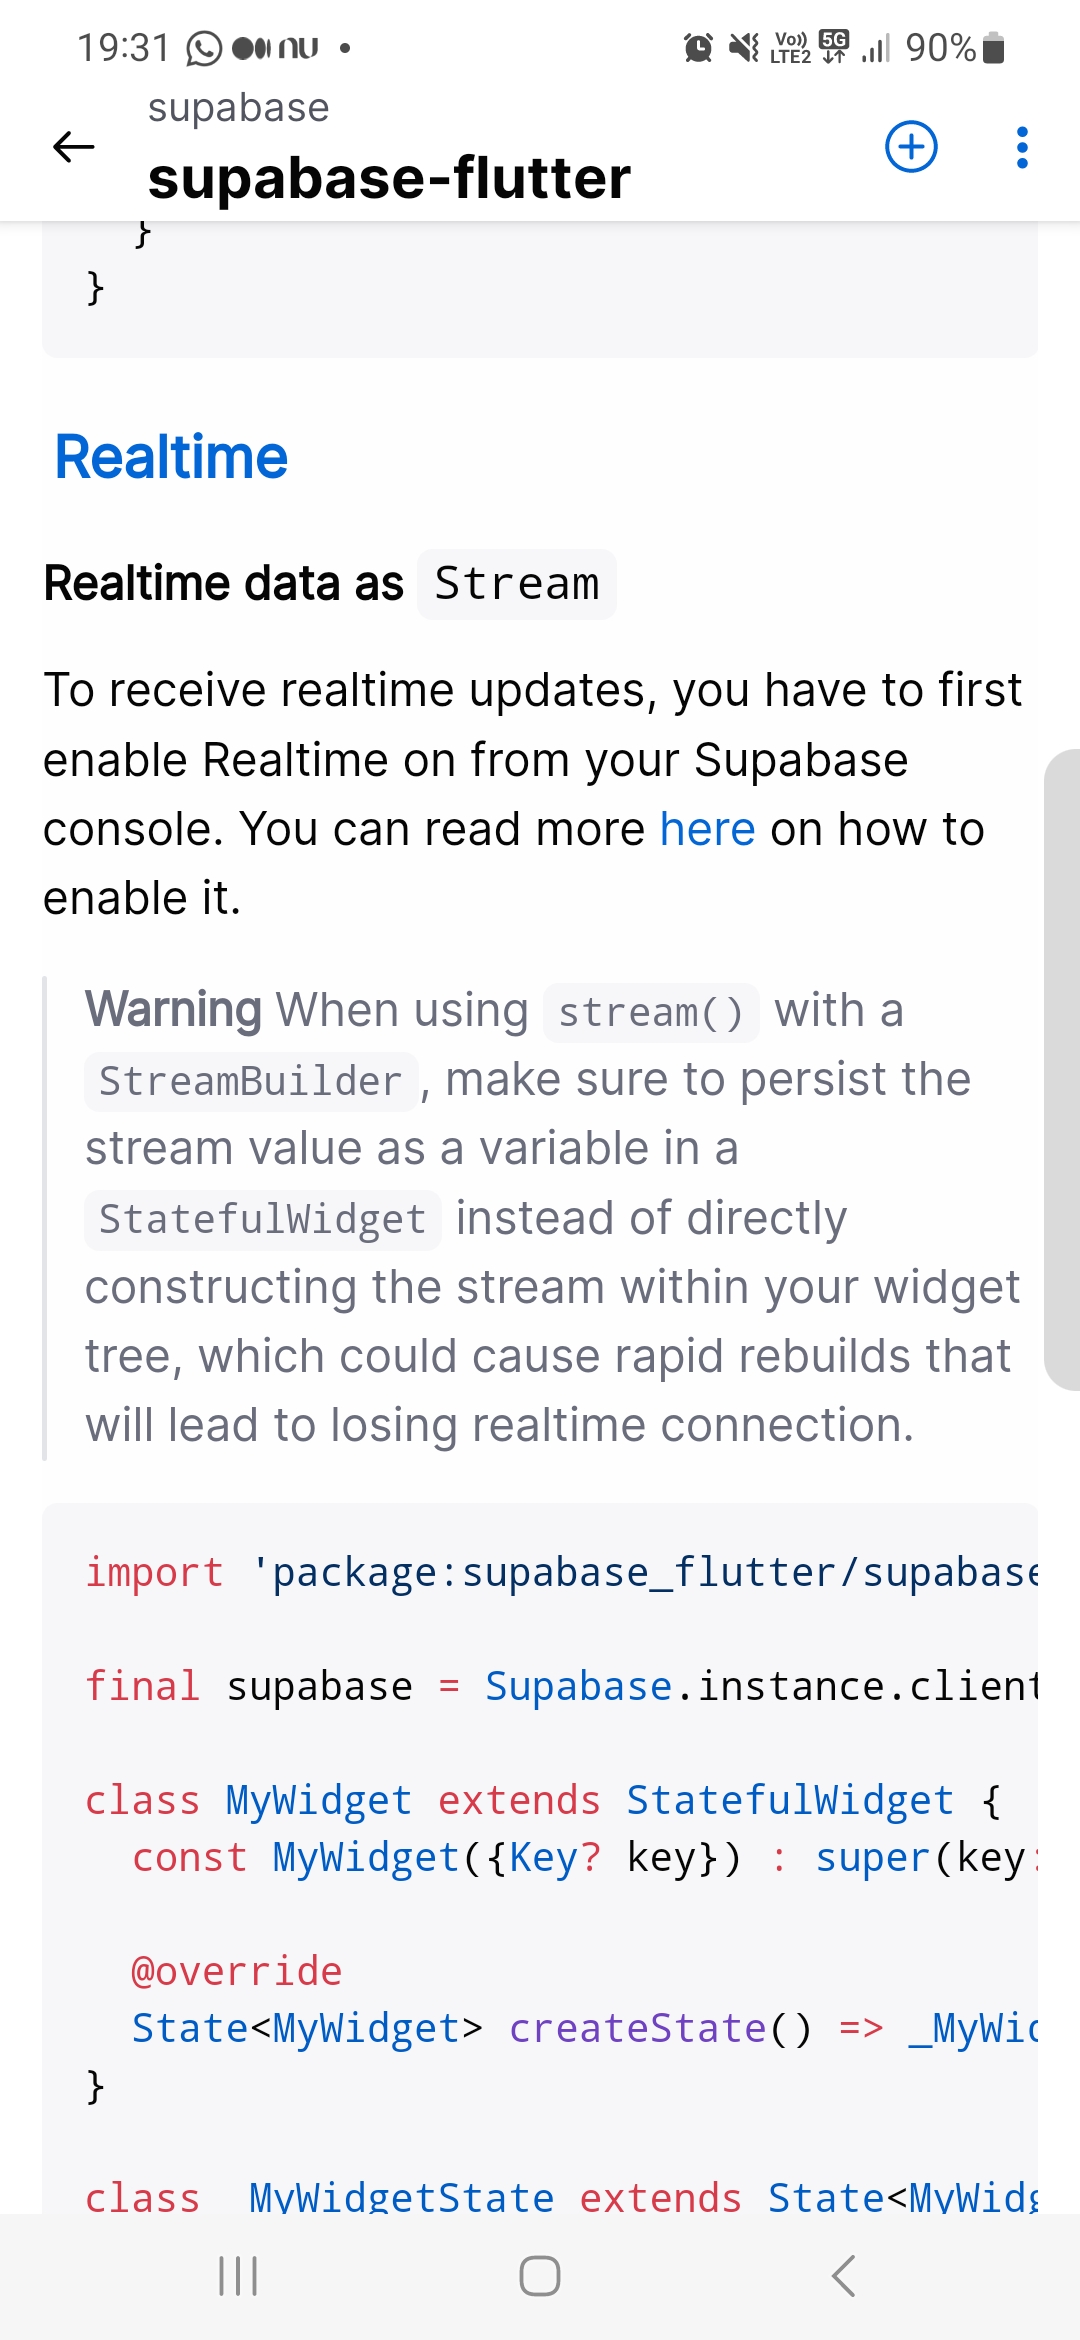 19:31 nu Vo)) LTE2 5G 90%
supabase
supabase-flutter
}
}
Realtime
Realtime data as Stream
To receive realtime updates, you have to first
enable Realtime on from your Supabase
console. You can read more here on how to
enable it.
Warning When using stream() with a
StreamBuilder, make sure to persist the
stream value as a variable in a
StatefulWidget instead of directly
constructing the stream within your widget
tree, which could cause rapid rebuilds that
will lead to losing realtime connection.
import 'package:supabase_flutter/supabase
final supabase = Supabase.instance.client
class MyWidget extends StatefulWidget {
const MyWidget({Key? key}) : super(key:
@override
State<MyWidget> createState() => _MyWid
}
class _MyWidgetState extends State<MyWidg